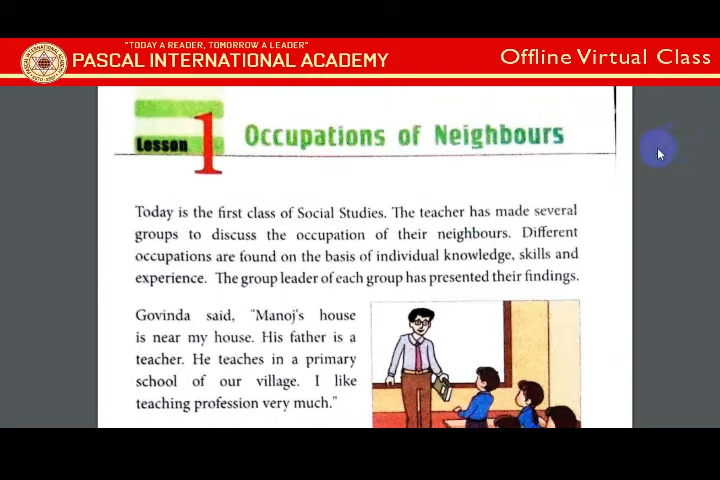 "TODAY A READER, TOMORROW A LEADER"
PASCAL INTERNATIONAL ACADEMY
Offline Virtual Class
Lesson 1 Occupations of Neighbours
Today is the first class of Social Studies. The teacher has made several
groups to discuss the occupation of their neighbours. Different
occupations are found on the basis of individual knowledge, skills and
experience. The group leader of each group has presented their findings.
Govinda said, "Manoj's house
is near my house. His father is a
teacher. He teaches in a primary
school of our village. I like
teaching profession very much."